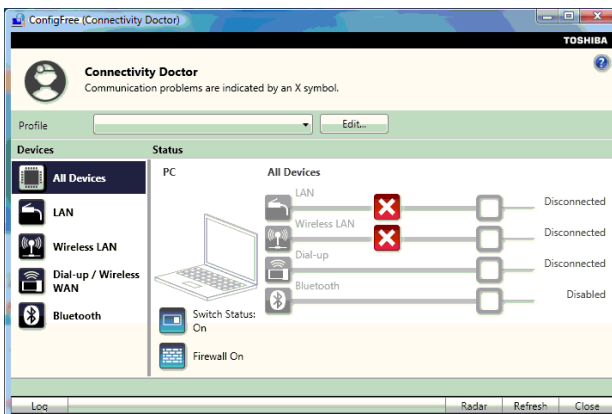 ConfigFree (Connectivity Doctor)
TOSHIBA
Connectivity Doctor
Communication problems are indicated by an X symbol.
Profile
Edit...
Devices
Status
All Devices
LAN
Wireless LAN
Dial-up / Wireless
WAN
Bluetooth
PC
Switch Status:
On
Firewall On
All Devices
LAN
Disconnected
Wireless LAN
Disconnected
Dial-up
Disconnected
Bluetooth
Disabled
Log
Radar
Refresh
Close